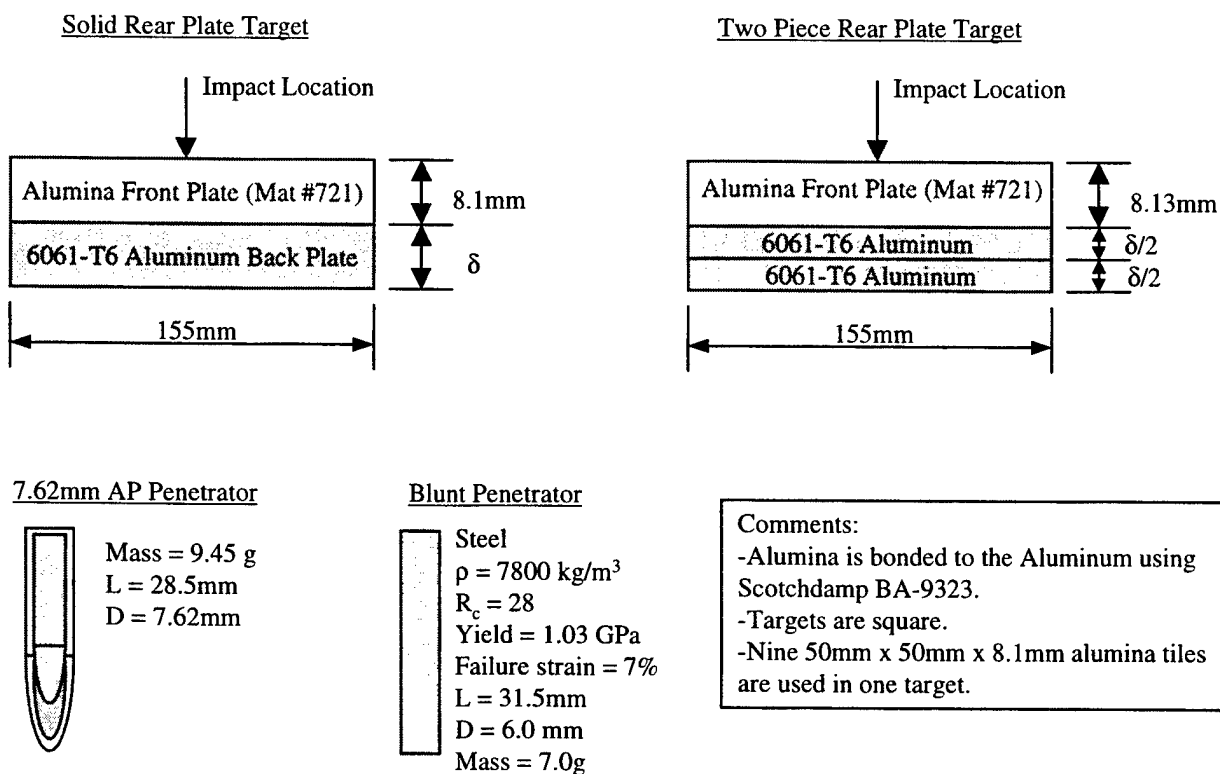 Solid Rear Plate Target
Impact Location
Alumina Front Plate (Mat #721)
8.1mm
6061-T6 Aluminum Back Plate
δ
155mm
Two Piece Rear Plate Target
Impact Location
Alumina Front Plate (Mat #721)
8.13mm
6061-T6 Aluminum
δ/2
6061-T6 Aluminum
δ/2
155mm
7.62mm AP Penetrator
Mass = 9.45 g
L = 28.5mm
D = 7.62mm
Blunt Penetrator
Steel
ρ = 7800 kg/m³
R_c = 28
Yield = 1.03 GPa
Failure strain = 7%
L = 31.5mm
D = 6.0 mm
Mass = 7.0g
Comments:
-Alumina is bonded to the Aluminum using
Scotchdamp BA-9323.
-Targets are square.
-Nine 50mm x 50mm x 8.1mm alumina tiles
are used in one target.